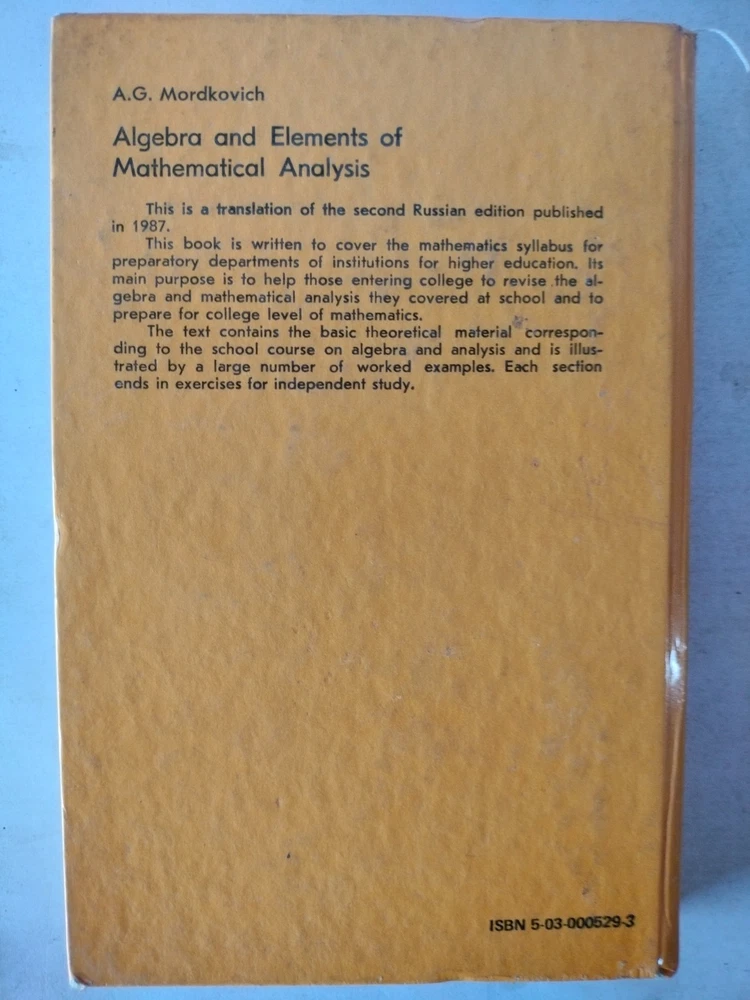 A.G. Mordkovich
Algebra and Elements of
Mathematical Analysis
This is a translation of the second Russian edition published
in 1987.
This book is written to cover the mathematics syllabus for
preparatory departments of institutions for higher education. Its
main purpose is to help those entering college to revise the al-
gebra and mathematical analysis they covered at school and to
prepare for college level of mathematics.
The text contains the basic theoretical material correspon-
ding to the school course on algebra and analysis and is illus-
trated by a large number of worked examples. Each section
ends in exercises for independent study.
ISBN 5-03-000529-3